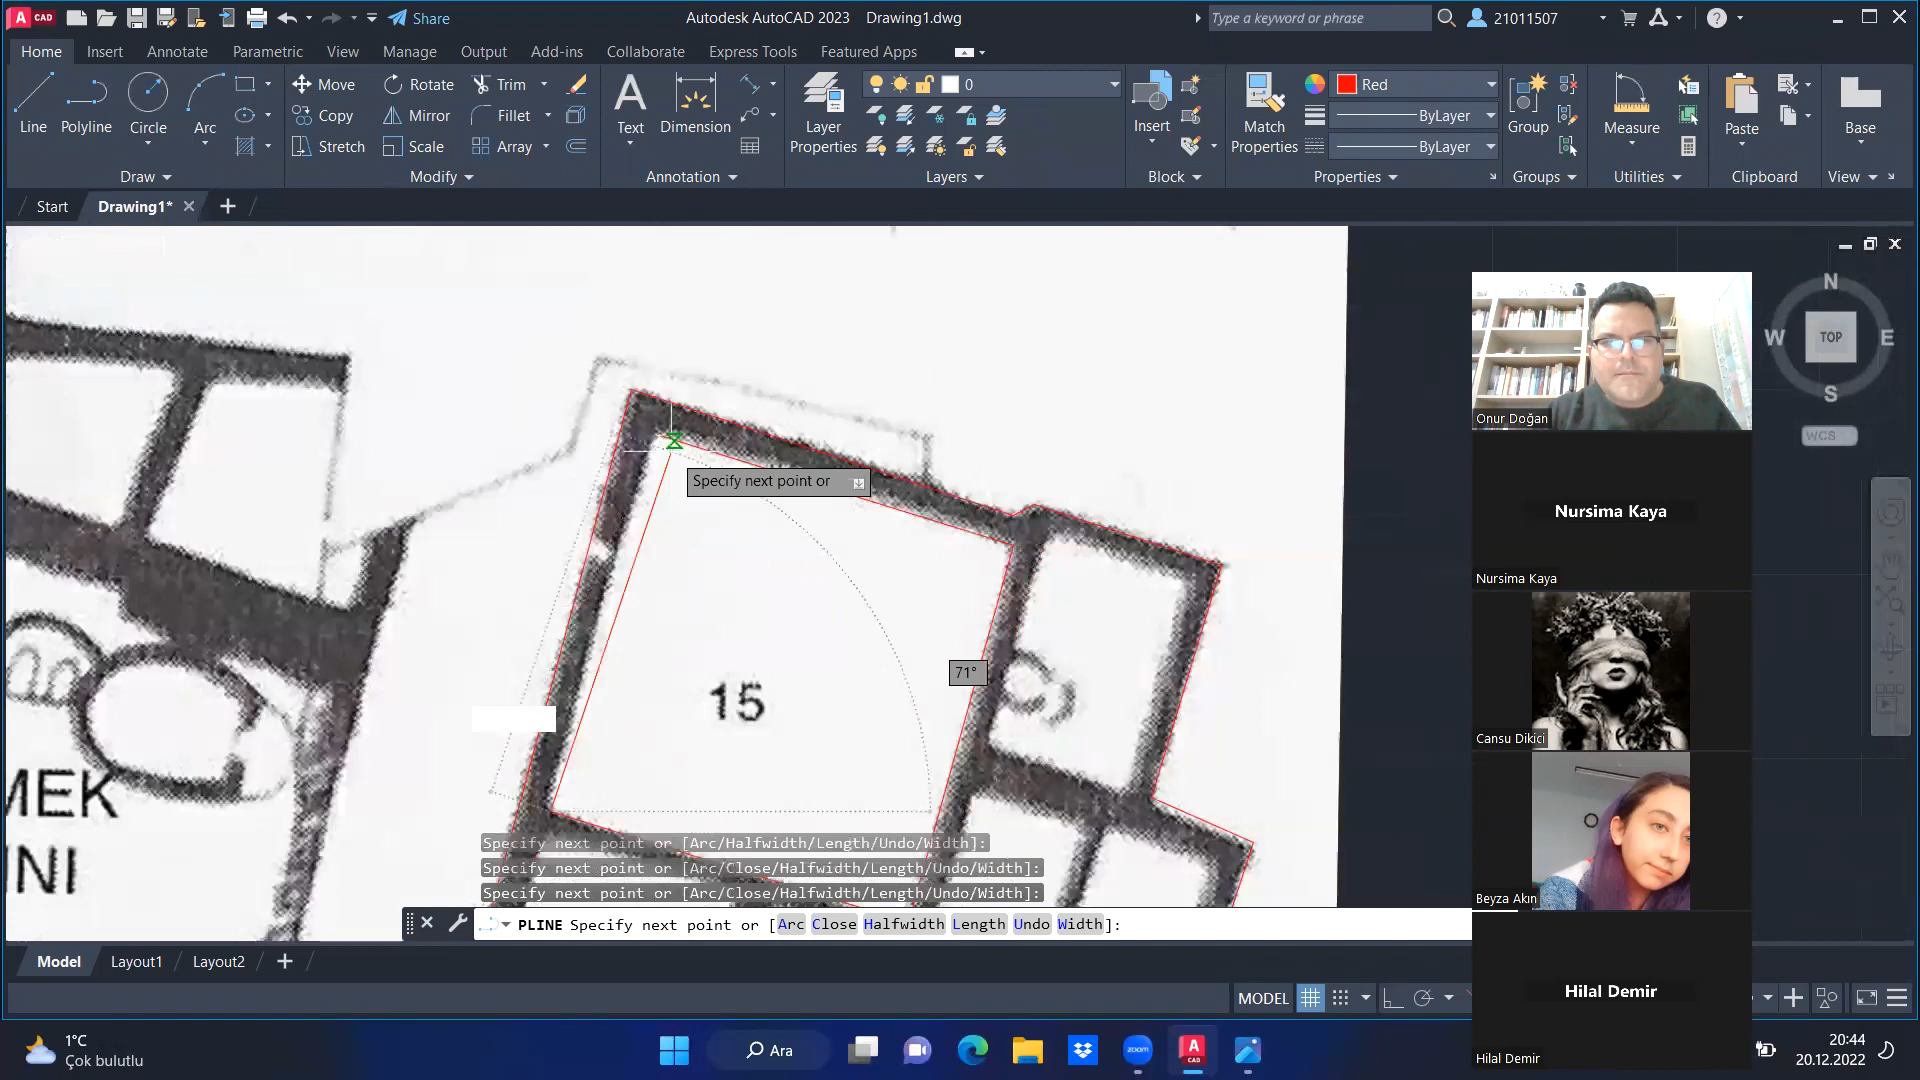 A CAD
Share
Autodesk AutoCAD 2023 Drawing1.dwg
Type a keyword or phrase
21011507
Home Insert Annotate Parametric View Manage Output Add-ins Collaborate Express Tools Featured Apps
Line
Polyline
Circle
Arc
Move Rotate Trim
Copy Mirror Fillet
Stretch Scale Array
Text
Dimension
Layer Properties
0
Insert
Match Properties
Red
ByLayer
ByLayer
Group
Measure
Paste
Base
Draw Modify Annotation Layers Block Properties Groups Utilities Clipboard View
Start Drawing1* +
N
W TOP E
S
WCS
Onur Doğan
Nursima Kaya
Nursima Kaya
Cansu Dikici
Beyza Akın
Hilal Demir
Hilal Demir
Specify next point or
71°
15
MEK
INI
Specify next point or [Arc/Halfwidth/Length/Undo/Width]:
Specify next point or [Arc/Close/Halfwidth/Length/Undo/Width]:
Specify next point or [Arc/Close/Halfwidth/Length/Undo/Width]:
PLINE Specify next point or [Arc Close Halfwidth Length Undo Width]:
Model Layout1 Layout2 +
MODEL
1°C
Çok bulutlu
Ara
zoom
A CAD
20:44
20.12.2022